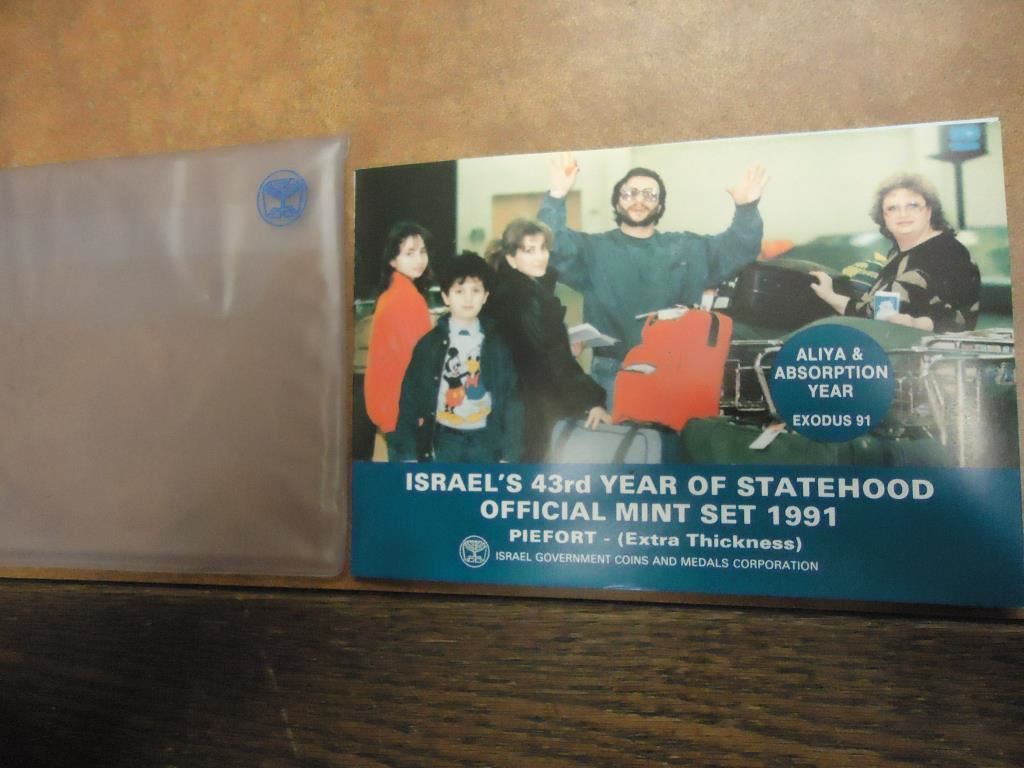 ALIYA &
ABSORPTION
YEAR
EXODUS 91
ISRAEL'S 43rd YEAR OF STATEHOOD
OFFICIAL MINT SET 1991
PIEFORT - (Extra Thickness)
ISRAEL GOVERNMENT COINS AND MEDALS CORPORATION